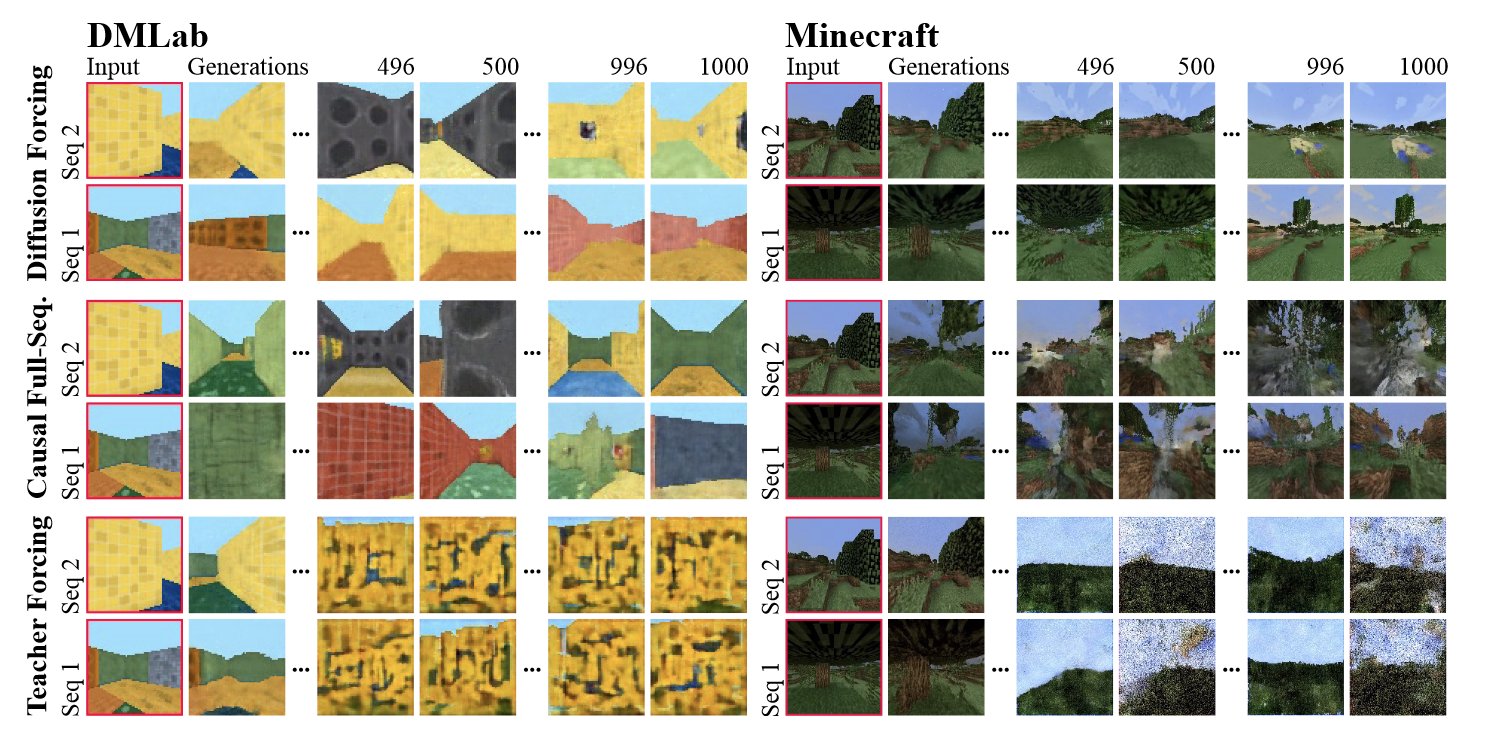 DMLab
Minecraft
Input Generations 496 500 996 1000
Input Generations 496 500 996 1000
Diffusion Forcing
Seq 2
...
...
Seq 2
...
...
Seq 1
...
...
Seq 1
...
...
Causal Full-Seq.
Seq 2
...
...
Seq 2
...
...
Seq 1
...
...
Seq 1
...
...
Teacher Forcing
Seq 2
...
...
Seq 2
...
...
Seq 1
...
...
Seq 1
...
...